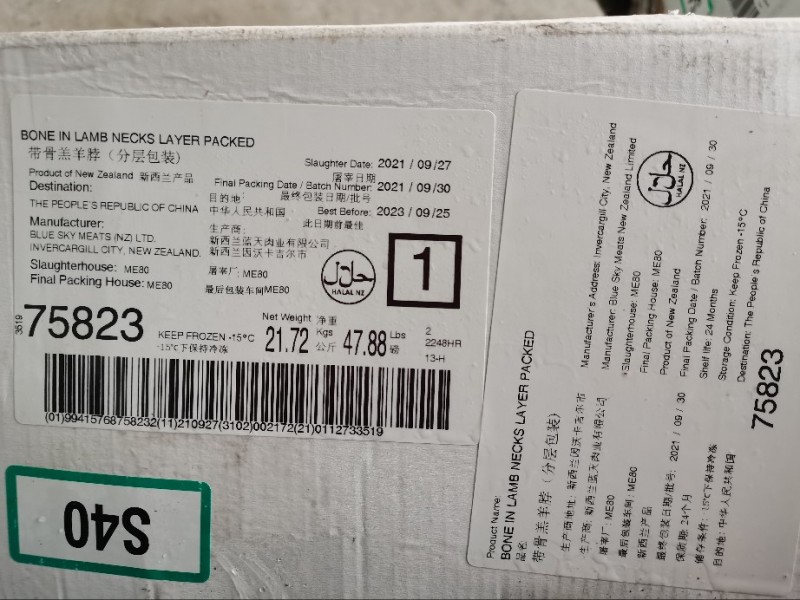 BONE IN LAMB NECKS LAYER PACKED
带骨羔羊脖（分层包装）
Slaughter Date: 2021 / 09/27
屠宰日期
Product of New Zealand 新西兰产品
Final Packing Date / Batch Number: 2021 / 09/30
最终包装日期/批号
Destination:
目的地:
THE PEOPLE'S REPUBLIC OF CHINA
中华人民共和国
Best Before: 2023 / 09/25
此日期前最佳
Manufacturer:
生产商:
BLUE SKY MEATS (NZ) LTD.
新西兰蓝天肉业有限公司
INVERCARGILL CITY, NEW ZEALAND.
新西兰因沃卡吉尔市
Slaughterhouse: ME80
屠宰厂: ME80
Final Packing House: ME80
最后包装车间ME80
حلال
HALAL NZ
1
3519
75823
KEEP FROZEN -15°C
-15℃下保持冷冻
Net Weight 净重
21.72 Kgs 公斤 47.88 Lbs 磅
2
2248HR
13-H
(01)99415768758232(11)210927(3102)002172(21)0112733519
S40
Product Name:
BONE IN LAMB NECKS LAYER PACKED
品名:
带骨羔羊脖（分层包装）
Manufacturer's Address: Invercargill City, New Zealand
生产商地址: 新西兰因沃卡吉尔市
Manufacturer: Blue Sky Meats New Zealand Limited
生产商: 新西兰蓝天肉业有限公司
Slaughterhouse: ME80
屠宰厂: ME80
Final Packing House: ME80
最后包装车间: ME80
Product of New Zealand
新西兰产品
Final Packing Date / Batch Number: 2021 / 09 / 30
最终包装日期/批号: 2021 / 09 / 30
Shelf life: 24 Months
保质期: 24个月
Storage Condition: Keep Frozen -15°C
储存条件: -15℃下保持冷冻
Destination: The People's Republic of China
目的地: 中华人民共和国
حلال
HALAL NZ
75823